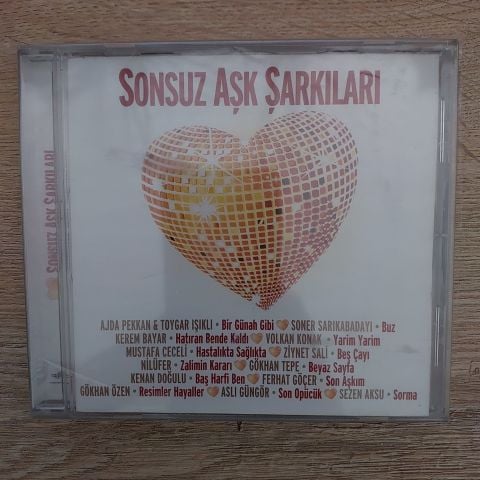 SONSUZ AŞK ŞARKILARI
SONSUZ AŞK ŞARKILARI
AJDA PEKKAN & TOYGAR IŞIKLI • Bir Günah Gibi SONER SARIKABADAYI • Buz
KEREM BAYAR • Hatıran Bende Kaldı VOLKAN KONAK • Yarim Yarim
MUSTAFA CECELİ • Hastalıkta Sağlıkta ZİYNET SALİ • Beş Çayı
NİLÜFER • Zalimin Kararı GÖKHAN TEPE • Beyaz Sayfa
KENAN DOĞULU • Baş Harfi Ben FERHAT GÖÇER • Son Aşkım
GÖKHAN ÖZEN • Resimler Hayaller ASLI GÜNGÖR • Son Öpücük SEZEN AKSU • Sorma